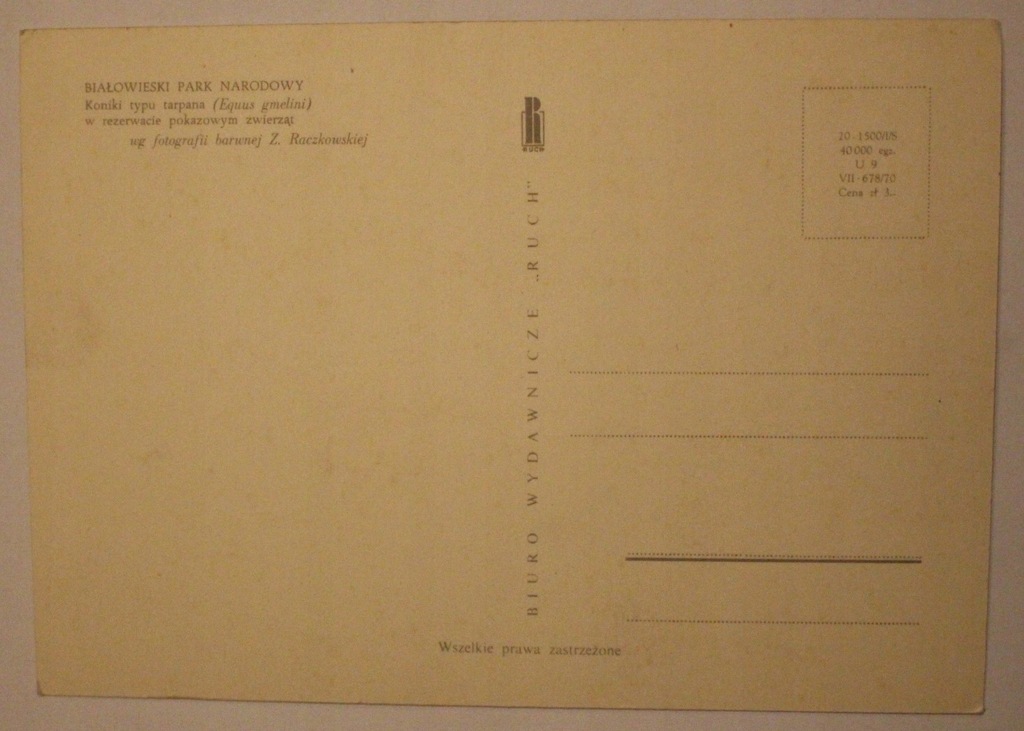 BIAŁOWIESKI PARK NARODOWY
Koniki typu tarpana (Equus gmelini)
w rezerwacie pokazowym zwierząt
wg fotografii barwnej Z. Raczkowskiej
RUCH
BIURO WYDAWNICZE „RUCH"
20-1500/I/S
40 000 egz.
U 9
VII-678/70
Cena zł 3.-
Wszelkie prawa zastrzeżone